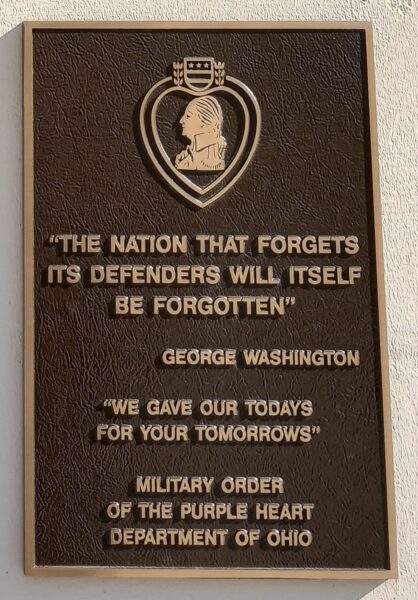 “THE NATION THAT FORGETS
ITS DEFENDERS WILL ITSELF
BE FORGOTTEN”
GEORGE WASHINGTON
“WE GAVE OUR TODAYS
FOR YOUR TOMORROWS”
MILITARY ORDER
OF THE PURPLE HEART
DEPARTMENT OF OHIO